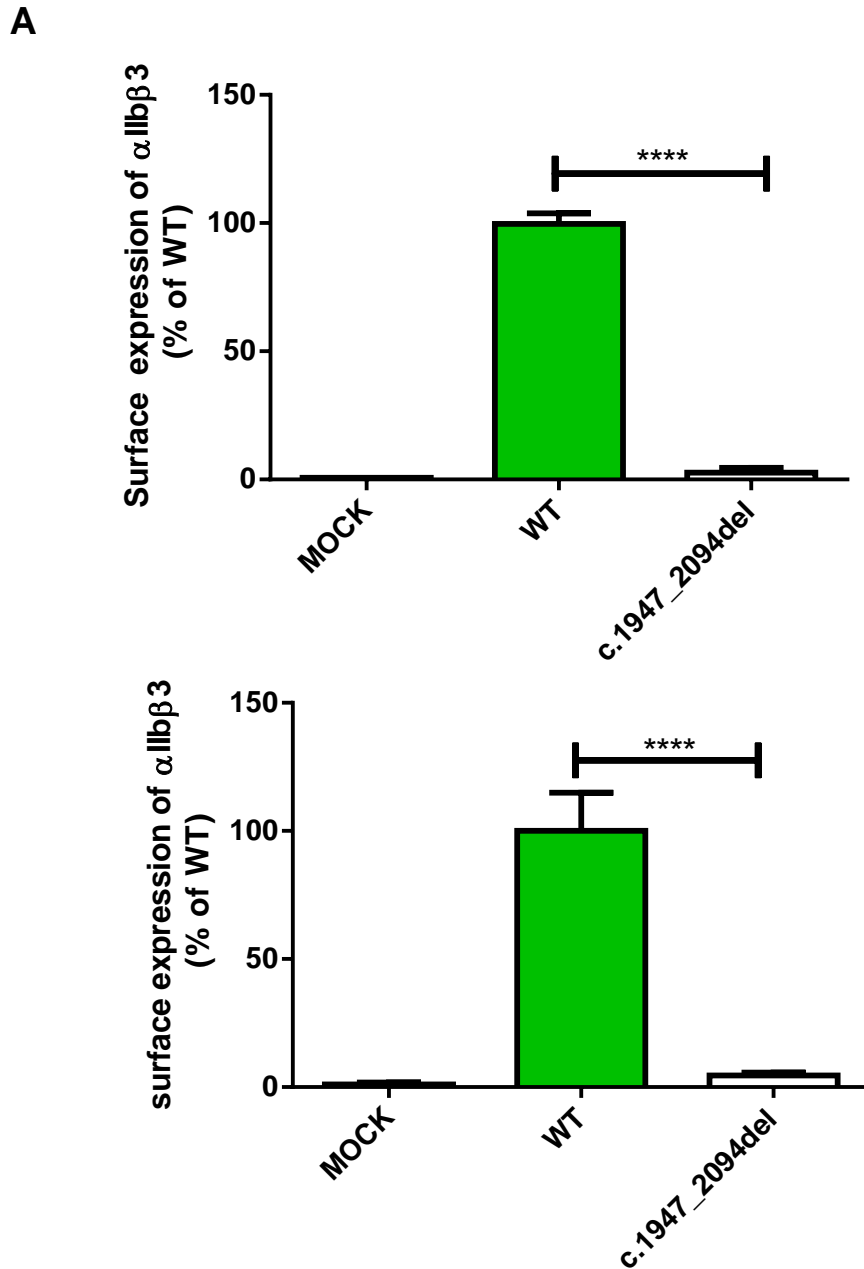 A
Surface  expression of αIIbβ3
(% of WT)
150
100
50
0
****
MOCK
WT
c.1947_2094del
surface expression of αIIbβ3
(% of WT)
150
100
50
0
****
MOCK
WT
c.1947_2094del